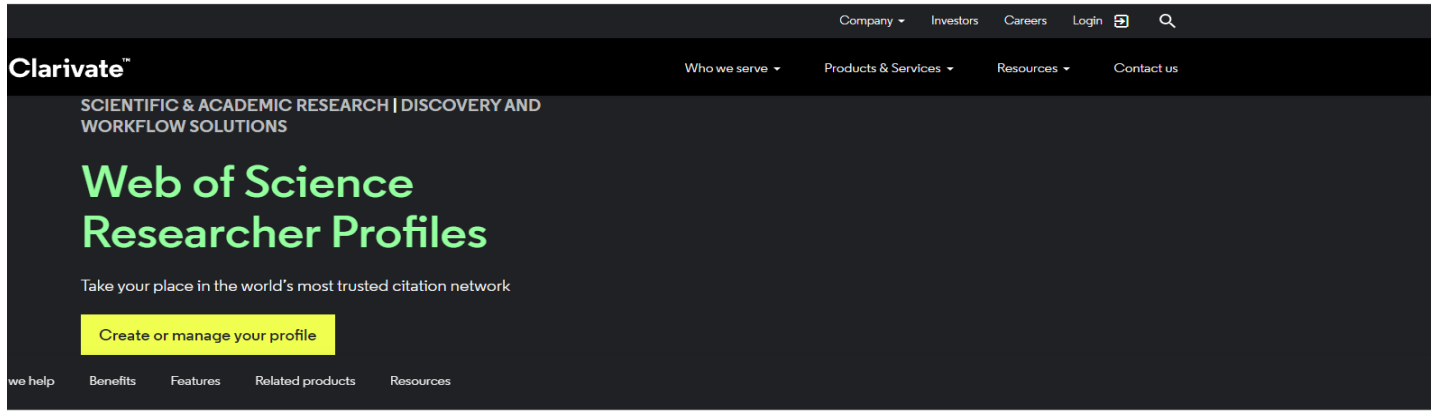 Company Investors Careers Login
Clarivate™ Who we serve Products & Services Resources Contact us
SCIENTIFIC & ACADEMIC RESEARCH | DISCOVERY AND
WORKFLOW SOLUTIONS
Web of Science
Researcher Profiles
Take your place in the world's most trusted citation network
Create or manage your profile
we help Benefits Features Related products Resources